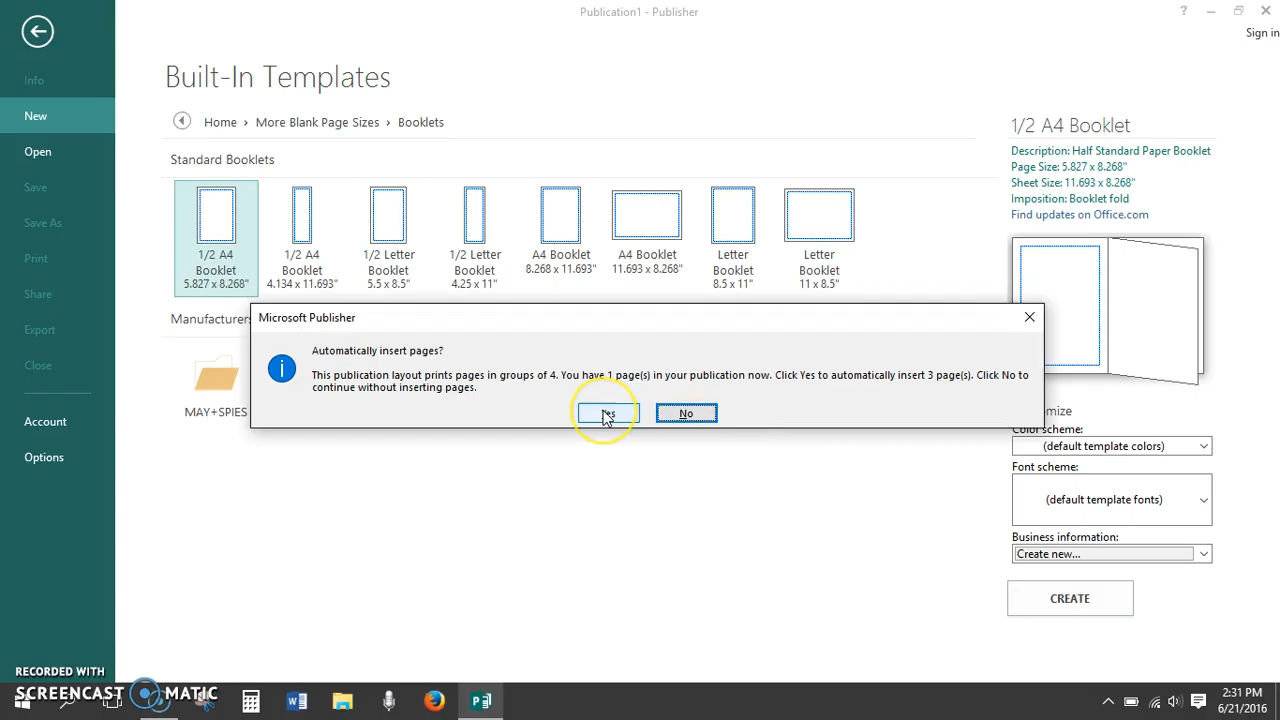 Publication1 - Publisher
?
Sign in
Info
New
Open
Save
Save As
Print
Share
Export
Close
Account
Options
Built-In Templates
Home › More Blank Page Sizes › Booklets
Standard Booklets
1/2 A4
Booklet
5.827 x 8.268"
1/2 A4
Booklet
4.134 x 11.693"
1/2 Letter
Booklet
5.5 x 8.5"
1/2 Letter
Booklet
4.25 x 11"
A4 Booklet
8.268 x 11.693"
A4 Booklet
11.693 x 8.268"
Letter
Booklet
8.5 x 11"
Letter
Booklet
11 x 8.5"
Manufacturers
MAY+SPIES
1/2 A4 Booklet
Description: Half Standard Paper Booklet
Page Size: 5.827 x 8.268"
Sheet Size: 11.693 x 8.268"
Imposition: Booklet fold
Find updates on Office.com
Microsoft Publisher
Automatically insert pages?
This publication layout prints pages in groups of 4. You have 1 page(s) in your publication now. Click Yes to automatically insert 3 page(s). Click No to
continue without inserting pages.
Yes
No
Color scheme:
(default template colors)
Font scheme:
(default template fonts)
Business information:
Create new...
CREATE
RECORDED WITH
SCREENCAST MATIC
2:31 PM
6/21/2016